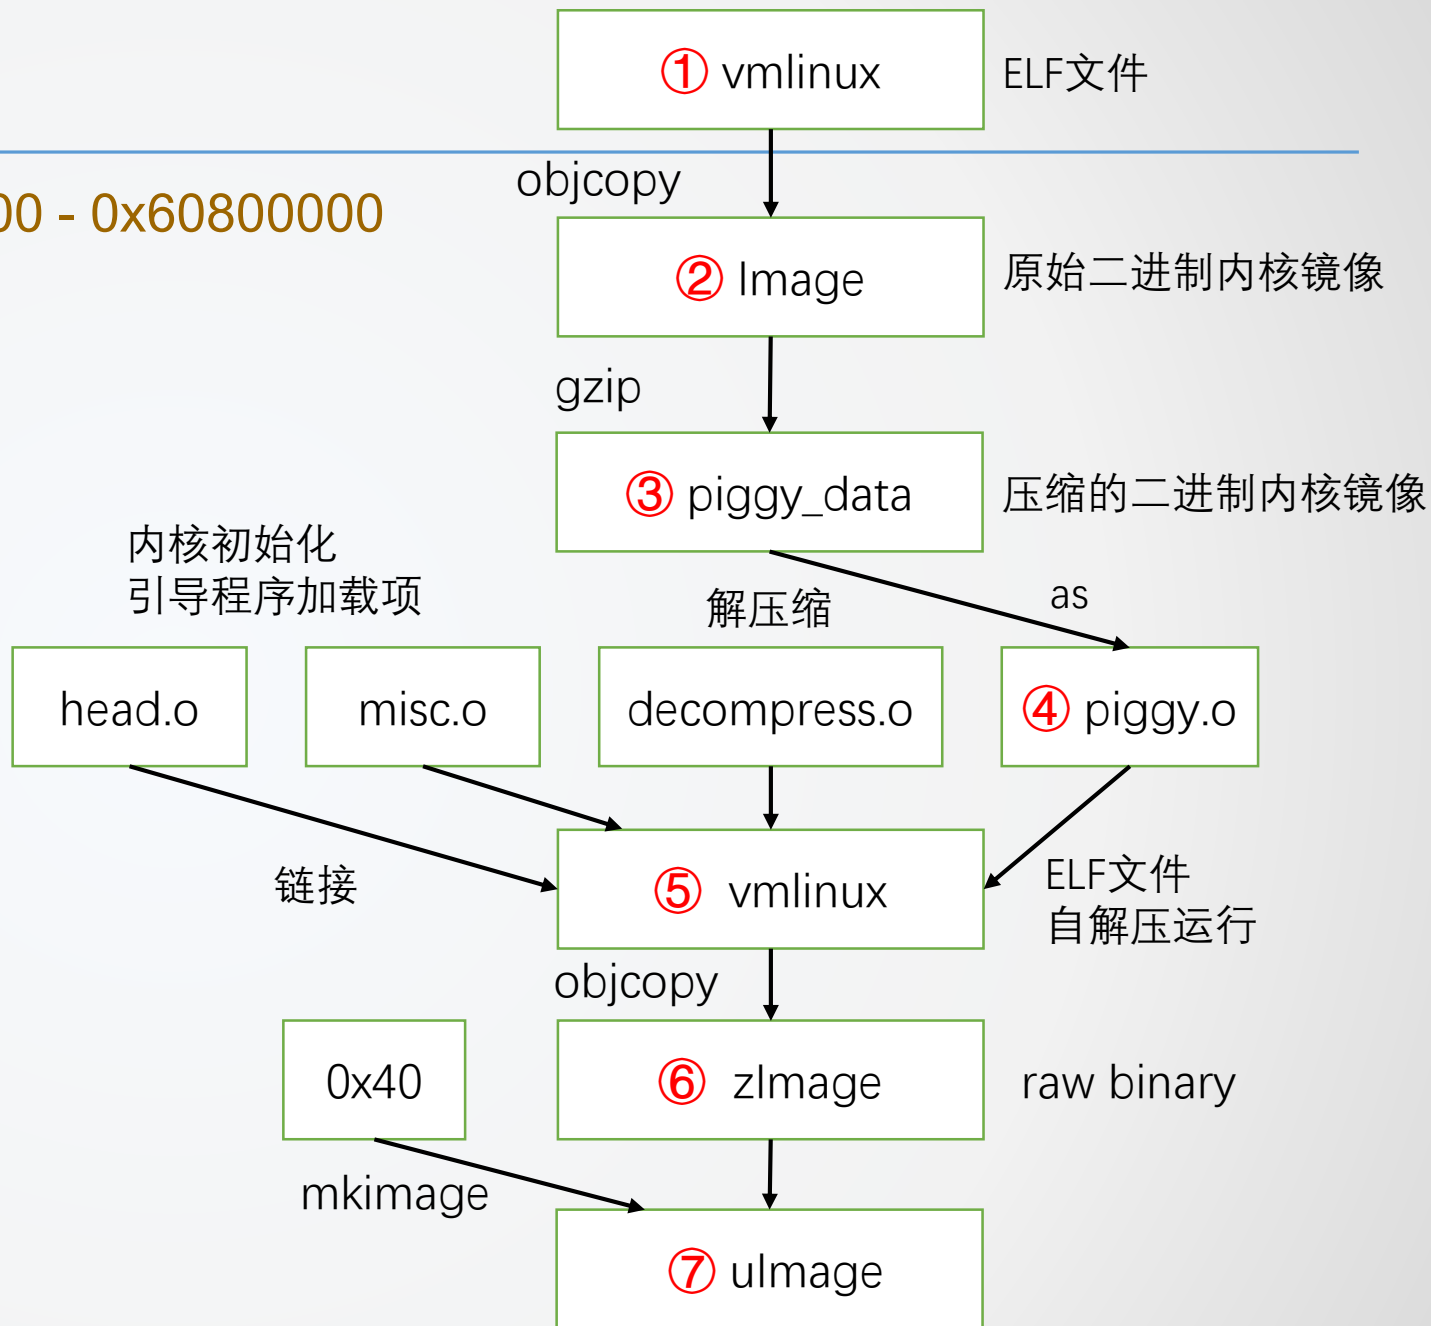 ① vmlinux
ELF文件
objcopy
00 - 0x60800000
② Image
原始二进制内核镜像
gzip
③ piggy_data
压缩的二进制内核镜像
内核初始化
引导程序加载项
解压缩
as
head.o
misc.o
decompress.o
④ piggy.o
链接
⑤ vmlinux
ELF文件
自解压运行
objcopy
0x40
⑥ zImage
raw binary
mkimage
⑦ uImage